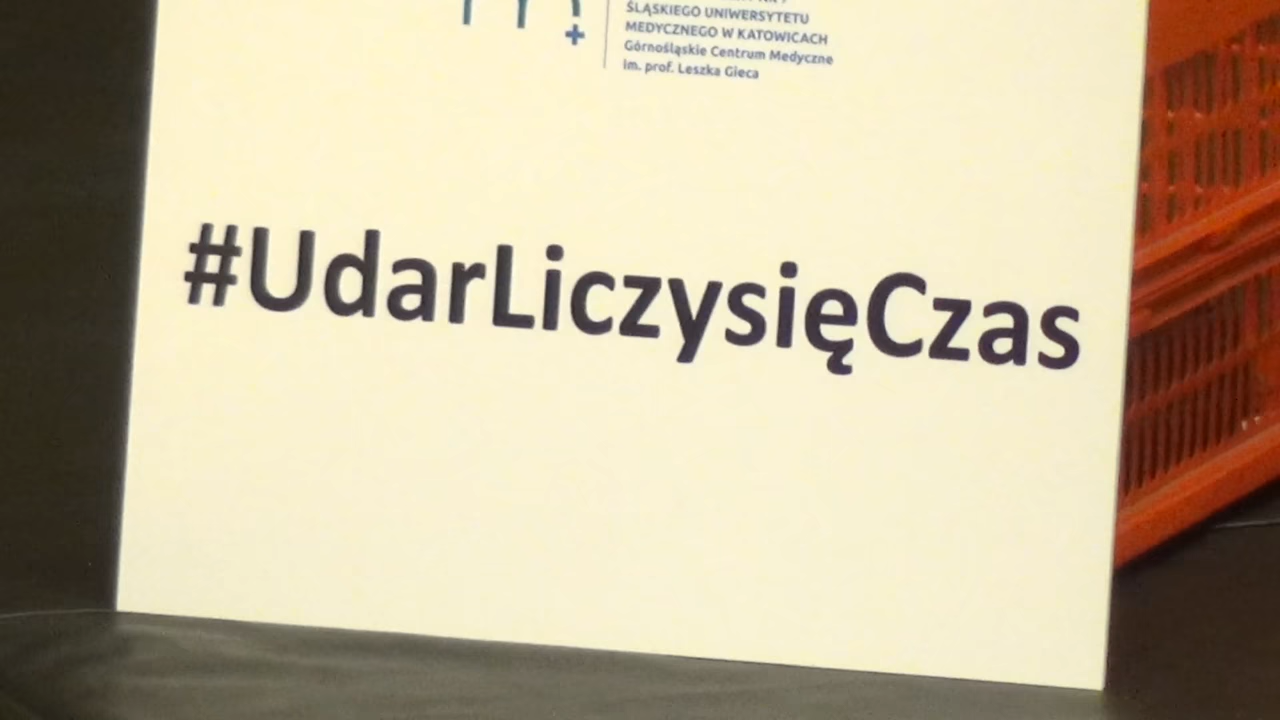 ŚLĄSKIEGO UNIWERSYTETU
MEDYCZNEGO W KATOWICACH
Górnośląskie Centrum Medyczne
im. prof. Leszka Gieca
#UdarLiczysięCzas